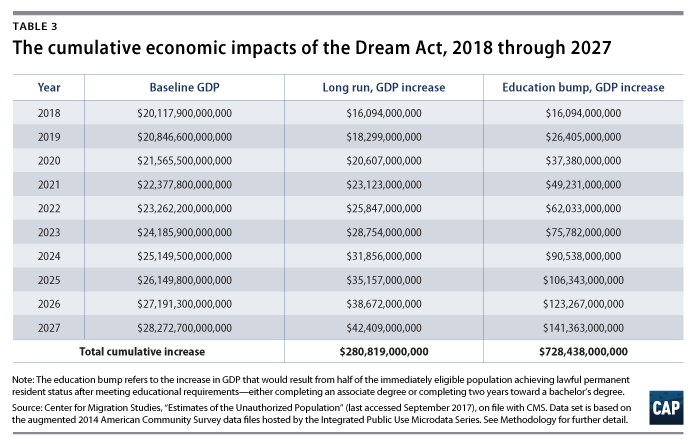 TABLE 3
The cumulative economic impacts of the Dream Act, 2018 through 2027
Year Baseline GDP Long run, GDP increase Education bump, GDP increase
2018 $20,117,900,000,000 $16,094,000,000 $16,094,000,000
2019 $20,846,600,000,000 $18,299,000,000 $26,405,000,000
2020 $21,565,500,000,000 $20,607,000,000 $37,380,000,000
2021 $22,377,800,000,000 $23,123,000,000 $49,231,000,000
2022 $23,262,200,000,000 $25,847,000,000 $62,033,000,000
2023 $24,185,900,000,000 $28,754,000,000 $75,782,000,000
2024 $25,149,500,000,000 $31,856,000,000 $90,538,000,000
2025 $26,149,800,000,000 $35,157,000,000 $106,343,000,000
2026 $27,191,300,000,000 $38,672,000,000 $123,267,000,000
2027 $28,272,700,000,000 $42,409,000,000 $141,363,000,000
Total cumulative increase $280,819,000,000 $728,438,000,000
Note: The education bump refers to the increase in GDP that would result from half of the immediately eligible population achieving lawful permanent
resident status after meeting educational requirements—either completing an associate degree or completing two years toward a bachelor's degree.
Source: Center for Migration Studies, "Estimates of the Unauthorized Population" (last accessed September 2017), on file with CMS. Data set is based on
the augmented 2014 American Community Survey data files hosted by the Integrated Public Use Microdata Series. See Methodology for further detail.
CAP